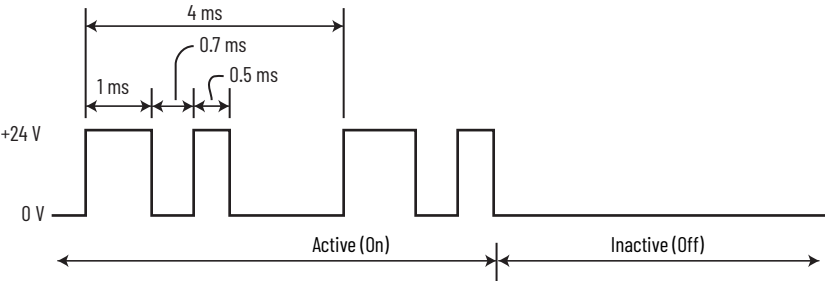 4 ms
0.7 ms
0.5 ms
1 ms
+24 V
0 V
Active (On)
Inactive (Off)